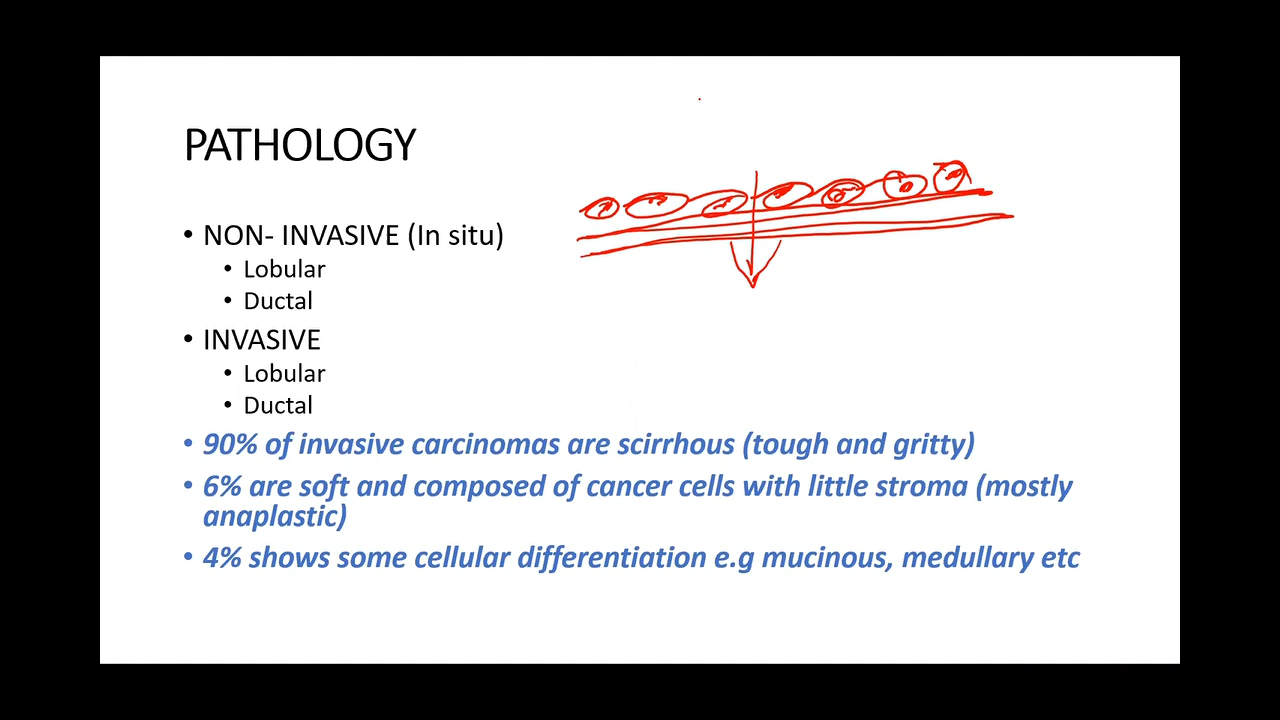 PATHOLOGY
• NON- INVASIVE (In situ)
• Lobular
• Ductal
• INVASIVE
• Lobular
• Ductal
• 90% of invasive carcinomas are scirrhous (tough and gritty)
• 6% are soft and composed of cancer cells with little stroma (mostly
anaplastic)
• 4% shows some cellular differentiation e.g mucinous, medullary etc